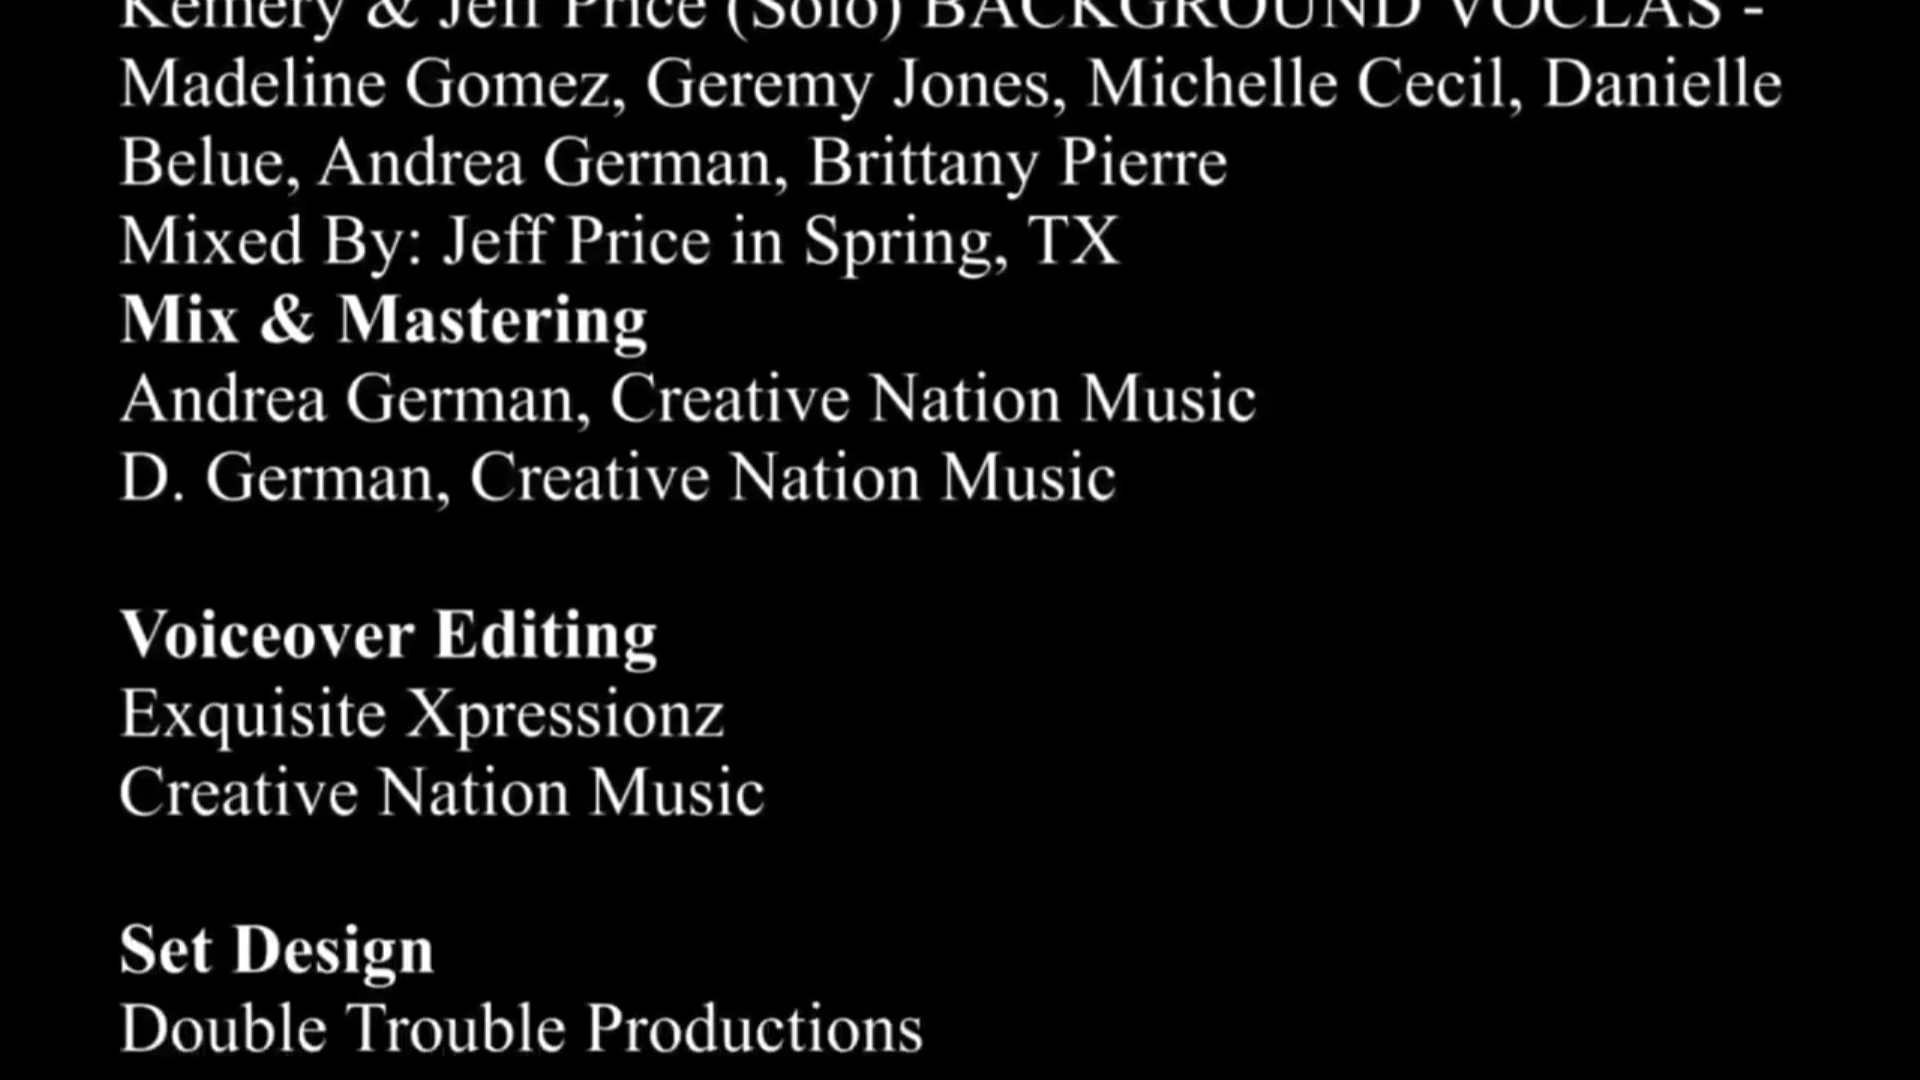 Kemery & Jeff Price (Solo) BACKGROUND VOCLAS -
Madeline Gomez, Geremy Jones, Michelle Cecil, Danielle
Belue, Andrea German, Brittany Pierre
Mixed By: Jeff Price in Spring, TX
Mix & Mastering
Andrea German, Creative Nation Music
D. German, Creative Nation Music
Voiceover Editing
Exquisite Xpressionz
Creative Nation Music
Set Design
Double Trouble Productions